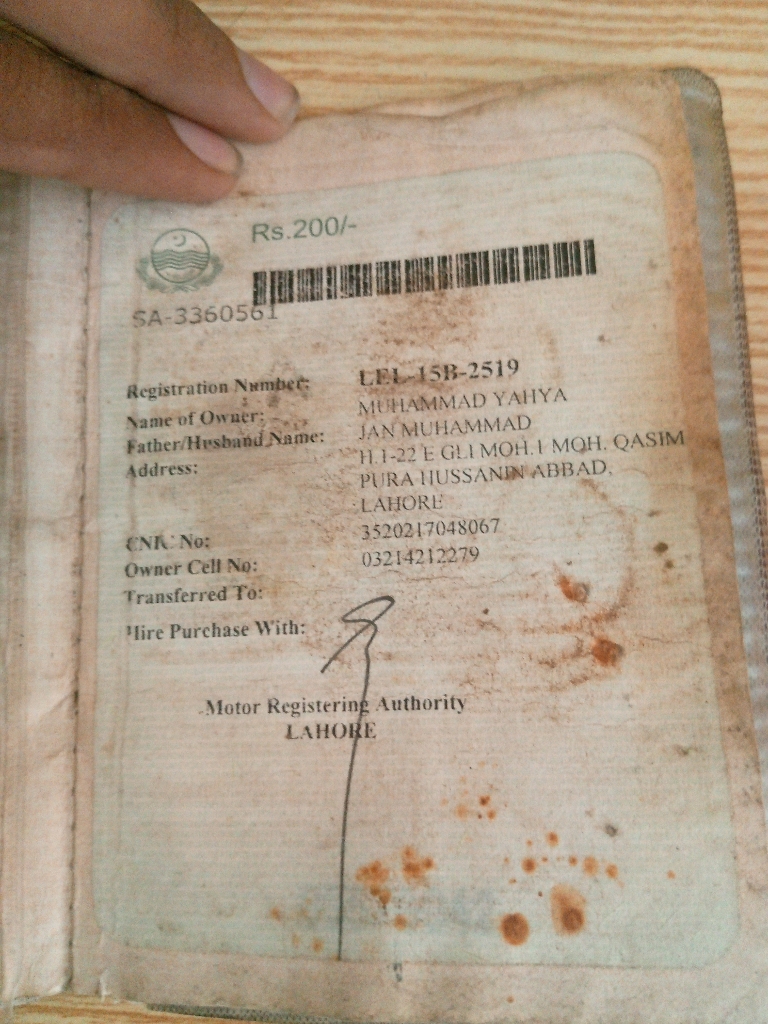 Rs.200/-
SA-3360561
Registration Number: LEL-15B-2519
Name of Owner: MUHAMMAD YAHYA
Father/Husband Name: JAN MUHAMMAD
Address: H.1-22 E GLI MOH.1 MOH. QASIM
PURA HUSSANIN ABBAD,
LAHORE
CNIC No: 3520217048067
Owner Cell No: 03214212279
Transferred To:
Hire Purchase With:
Motor Registering Authority
LAHORE